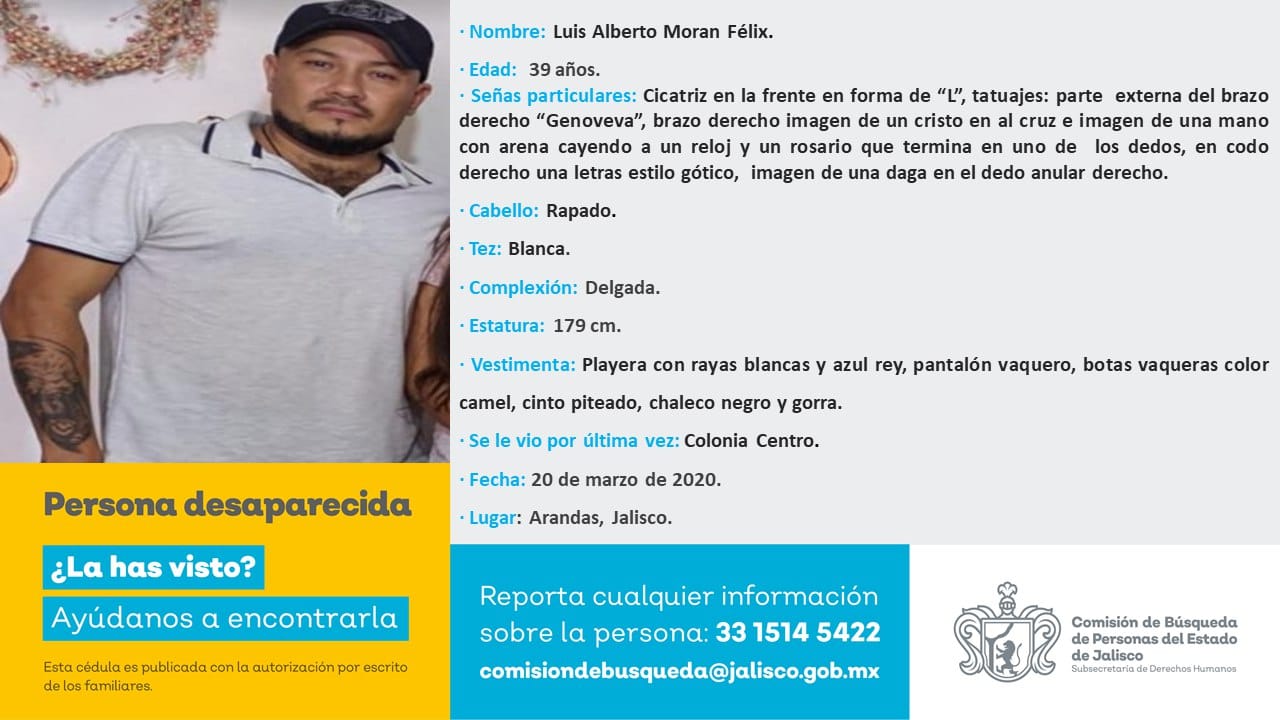 · Nombre: Luis Alberto Moran Félix.
· Edad: 39 años.
· Señas particulares: Cicatriz en la frente en forma de “L”, tatuajes: parte externa del brazo
derecho “Genoveva”, brazo derecho imagen de un cristo en al cruz e imagen de una mano
con arena cayendo a un reloj y un rosario que termina en uno de los dedos, en codo
derecho una letras estilo gótico, imagen de una daga en el dedo anular derecho.
· Cabello: Rapado.
· Tez: Blanca.
· Complexión: Delgada.
· Estatura: 179 cm.
· Vestimenta: Playera con rayas blancas y azul rey, pantalón vaquero, botas vaqueras color
camel, cinto piteado, chaleco negro y gorra.
· Se le vio por última vez: Colonia Centro.
· Fecha: 20 de marzo de 2020.
· Lugar: Arandas, Jalisco.
Persona desaparecida
¿La has visto?
Ayúdanos a encontrarla
Esta cédula es publicada con la autorización por escrito
de los familiares.
Reporta cualquier información
sobre la persona: 33 1514 5422
comisiondebusqueda@jalisco.gob.mx
Comisión de Búsqueda
de Personas del Estado
de Jalisco
Subsecretaría de Derechos Humanos